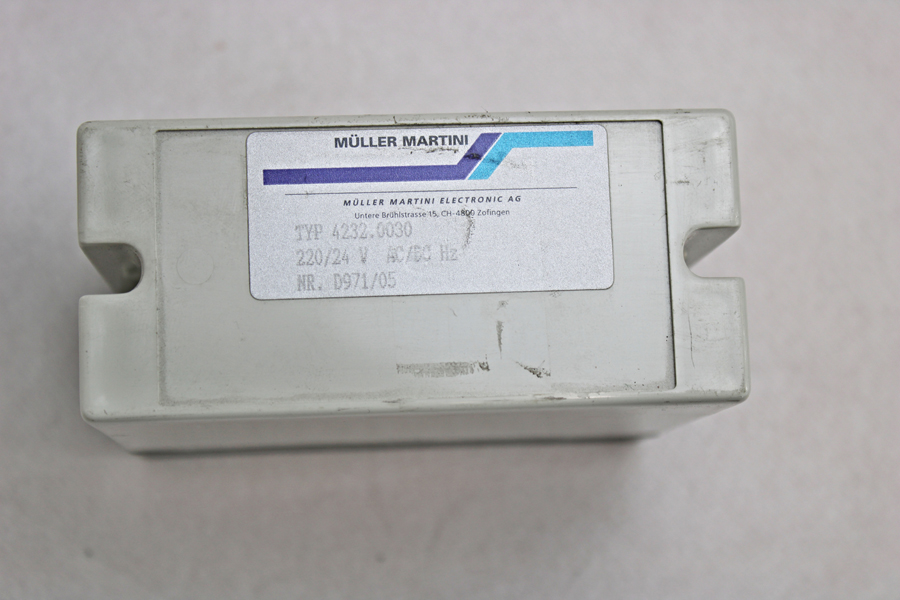 MÜLLER MARTINI
MÜLLER MARTINI ELECTRONIC AG
Untere Brühlstrasse 15, CH-4800 Zofingen
TYP 4232.0030
220/24 V AC/DC Hz
NR. D971/05